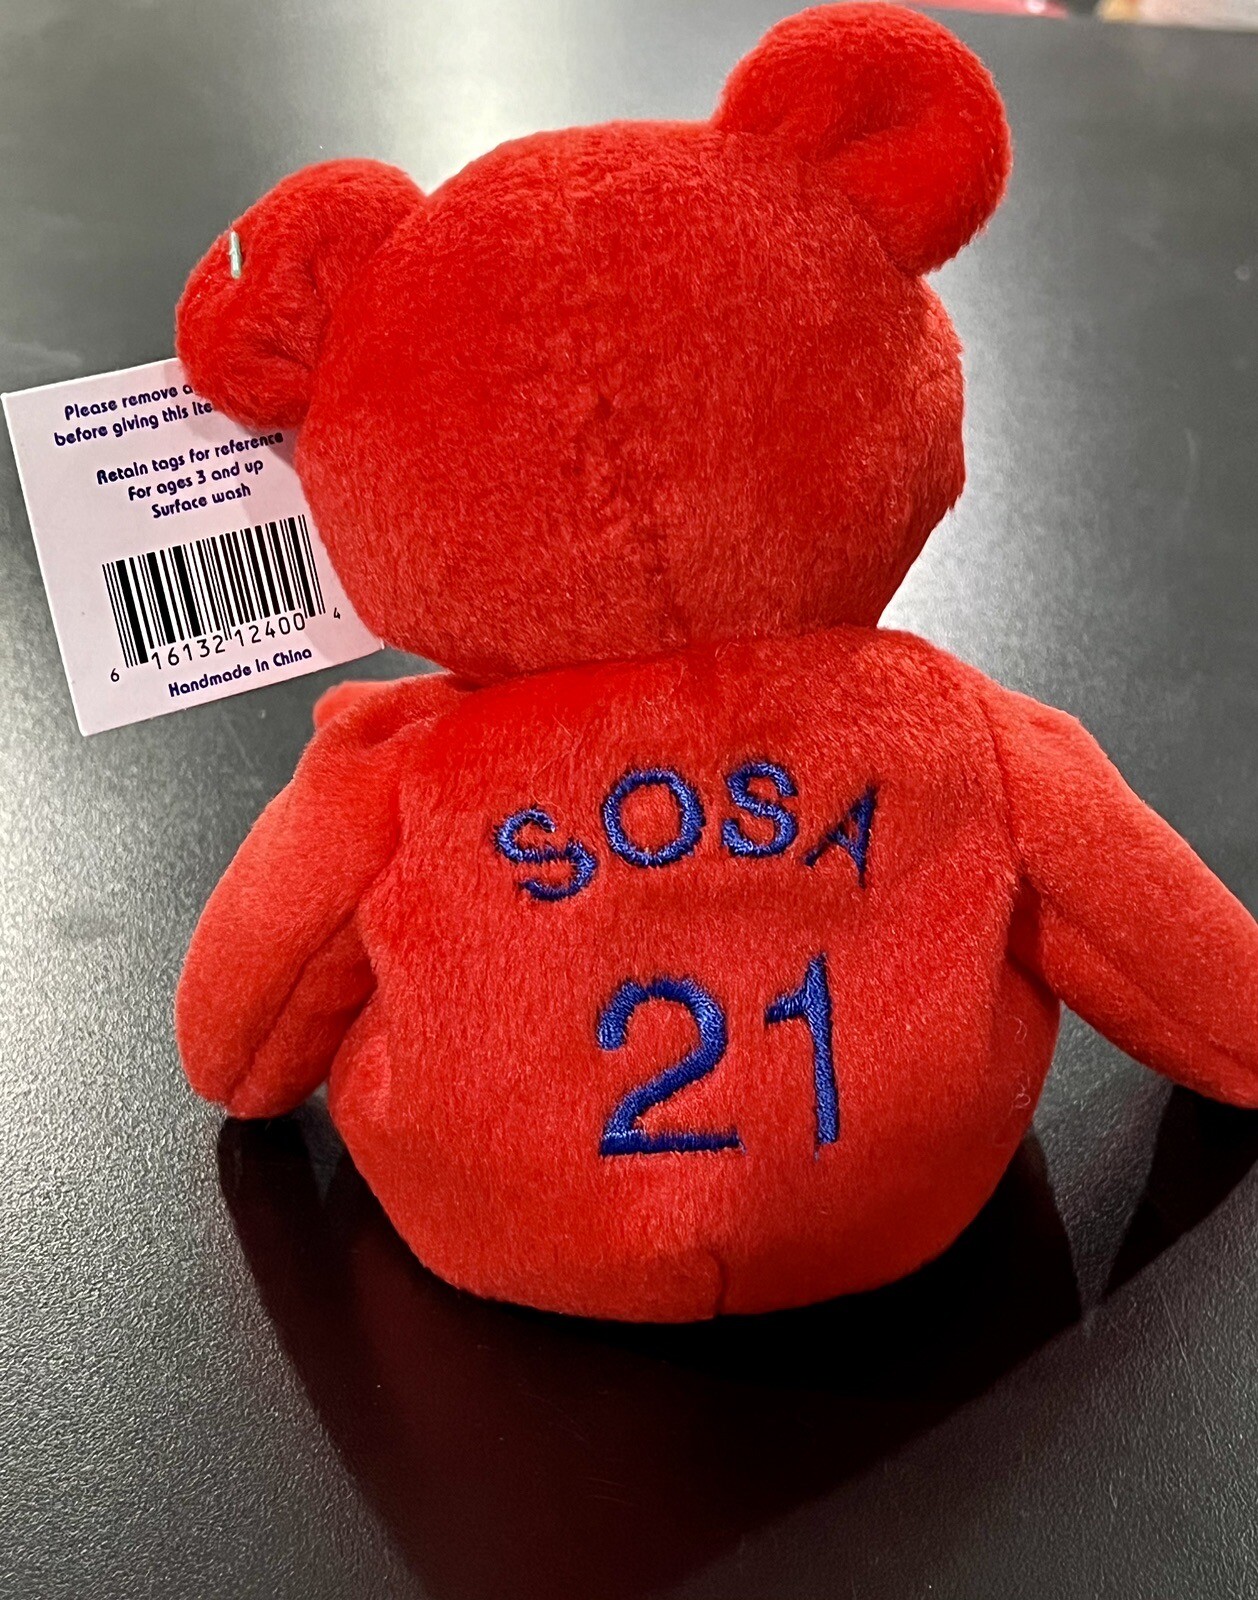 Please remove
before giving this
Retain tags for reference
For ages 3 and up
Surface wash
6 16132 12400 4
Handmade in China
SOSA
21